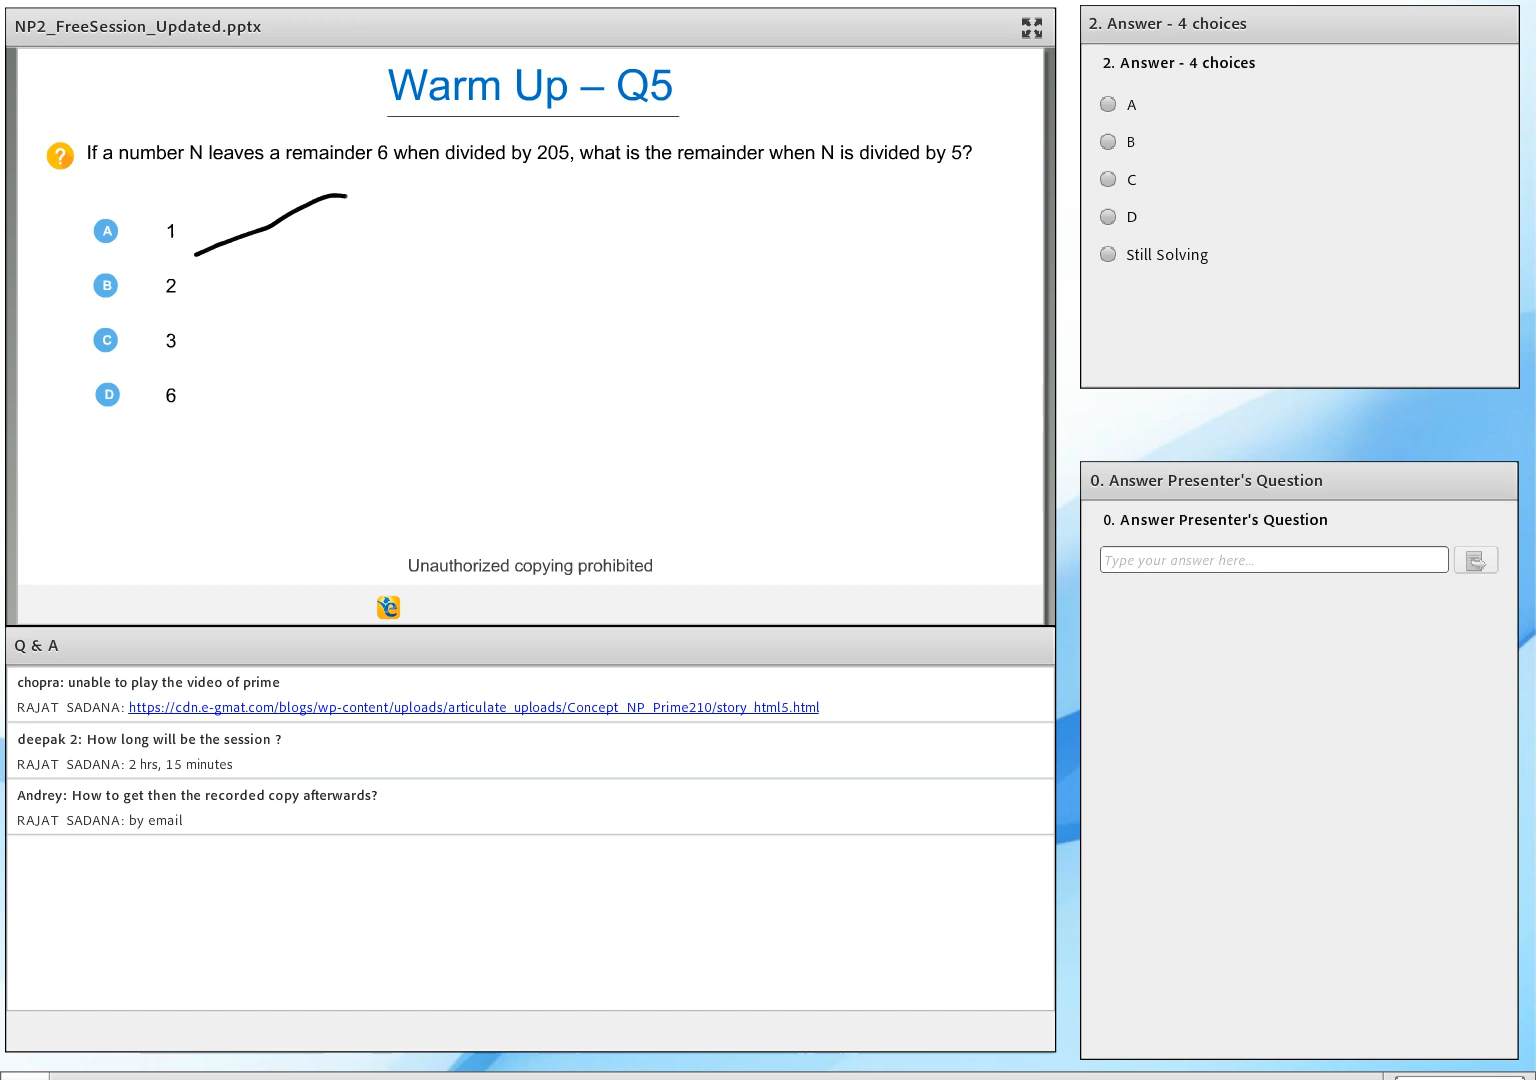 NP2_FreeSession_Updated.pptx
Warm Up – Q5
? If a number N leaves a remainder 6 when divided by 205, what is the remainder when N is divided by 5?
A 1
B 2
C 3
D 6
Unauthorized copying prohibited
e
Q & A
chopra: unable to play the video of prime
RAJAT SADANA: https://cdn.e-gmat.com/blogs/wp-content/uploads/articulate_uploads/Concept_NP_Prime210/story_html5.html
deepak 2: How long will be the session ?
RAJAT SADANA: 2 hrs, 15 minutes
Andrey: How to get then the recorded copy afterwards?
RAJAT SADANA: by email
2. Answer - 4 choices
2. Answer - 4 choices
A
B
C
D
Still Solving
0. Answer Presenter's Question
0. Answer Presenter's Question
Type your answer here...